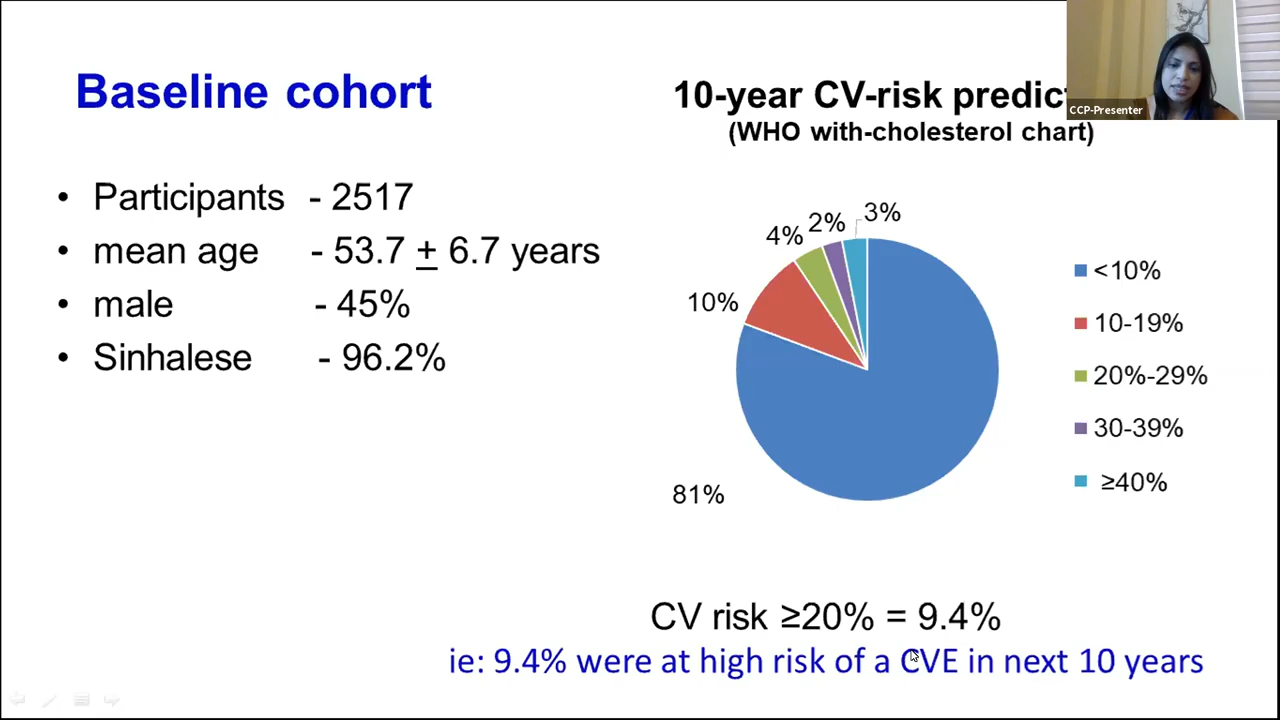 Baseline cohort
• Participants - 2517
• mean age - 53.7 ± 6.7 years
• male - 45%
• Sinhalese - 96.2%
10-year CV-risk predict
(WHO with-cholesterol chart)
CCP-Presenter
3%
2%
4%
10%
81%
<10%
10-19%
20%-29%
30-39%
≥40%
CV risk ≥20% = 9.4%
ie: 9.4% were at high risk of a CVE in next 10 years